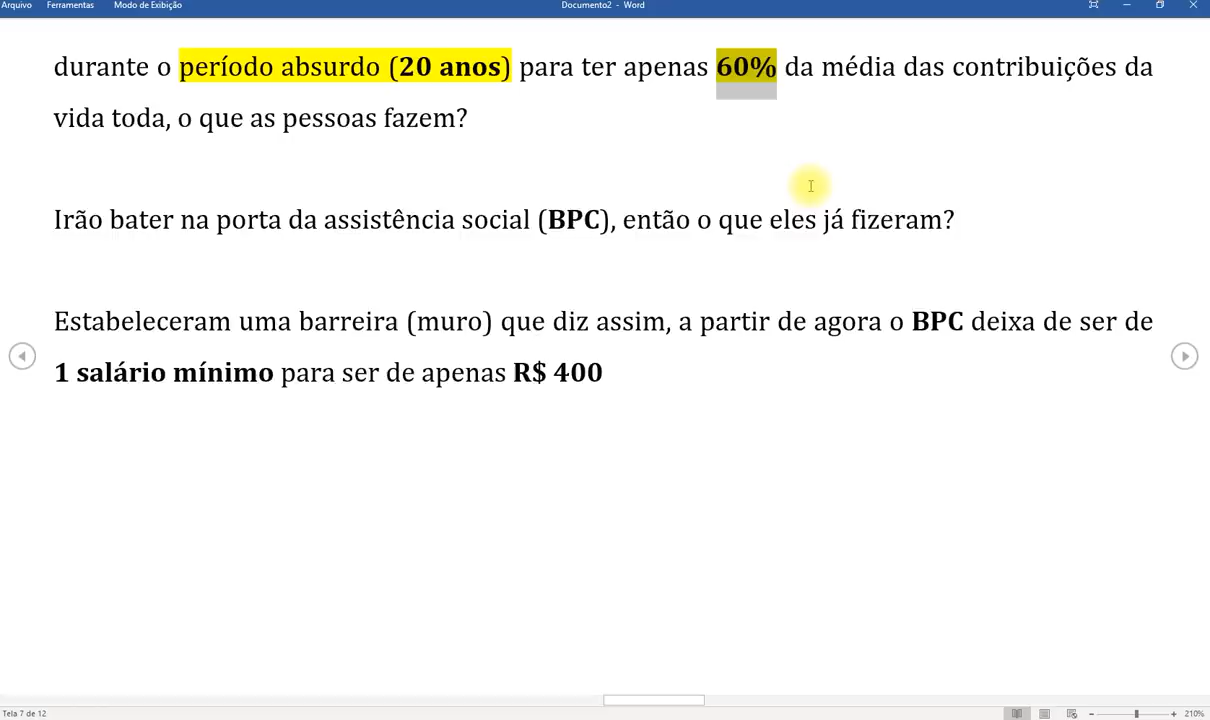 Arquivo Ferramentas Modo de Exibição Documento2 - Word
durante o período absurdo (20 anos) para ter apenas 60% da média das contribuições da
vida toda, o que as pessoas fazem?
Irão bater na porta da assistência social (BPC), então o que eles já fizeram?
Estabeleceram uma barreira (muro) que diz assim, a partir de agora o BPC deixa de ser de
1 salário mínimo para ser de apenas R$ 400
Tela 7 de 12 210%